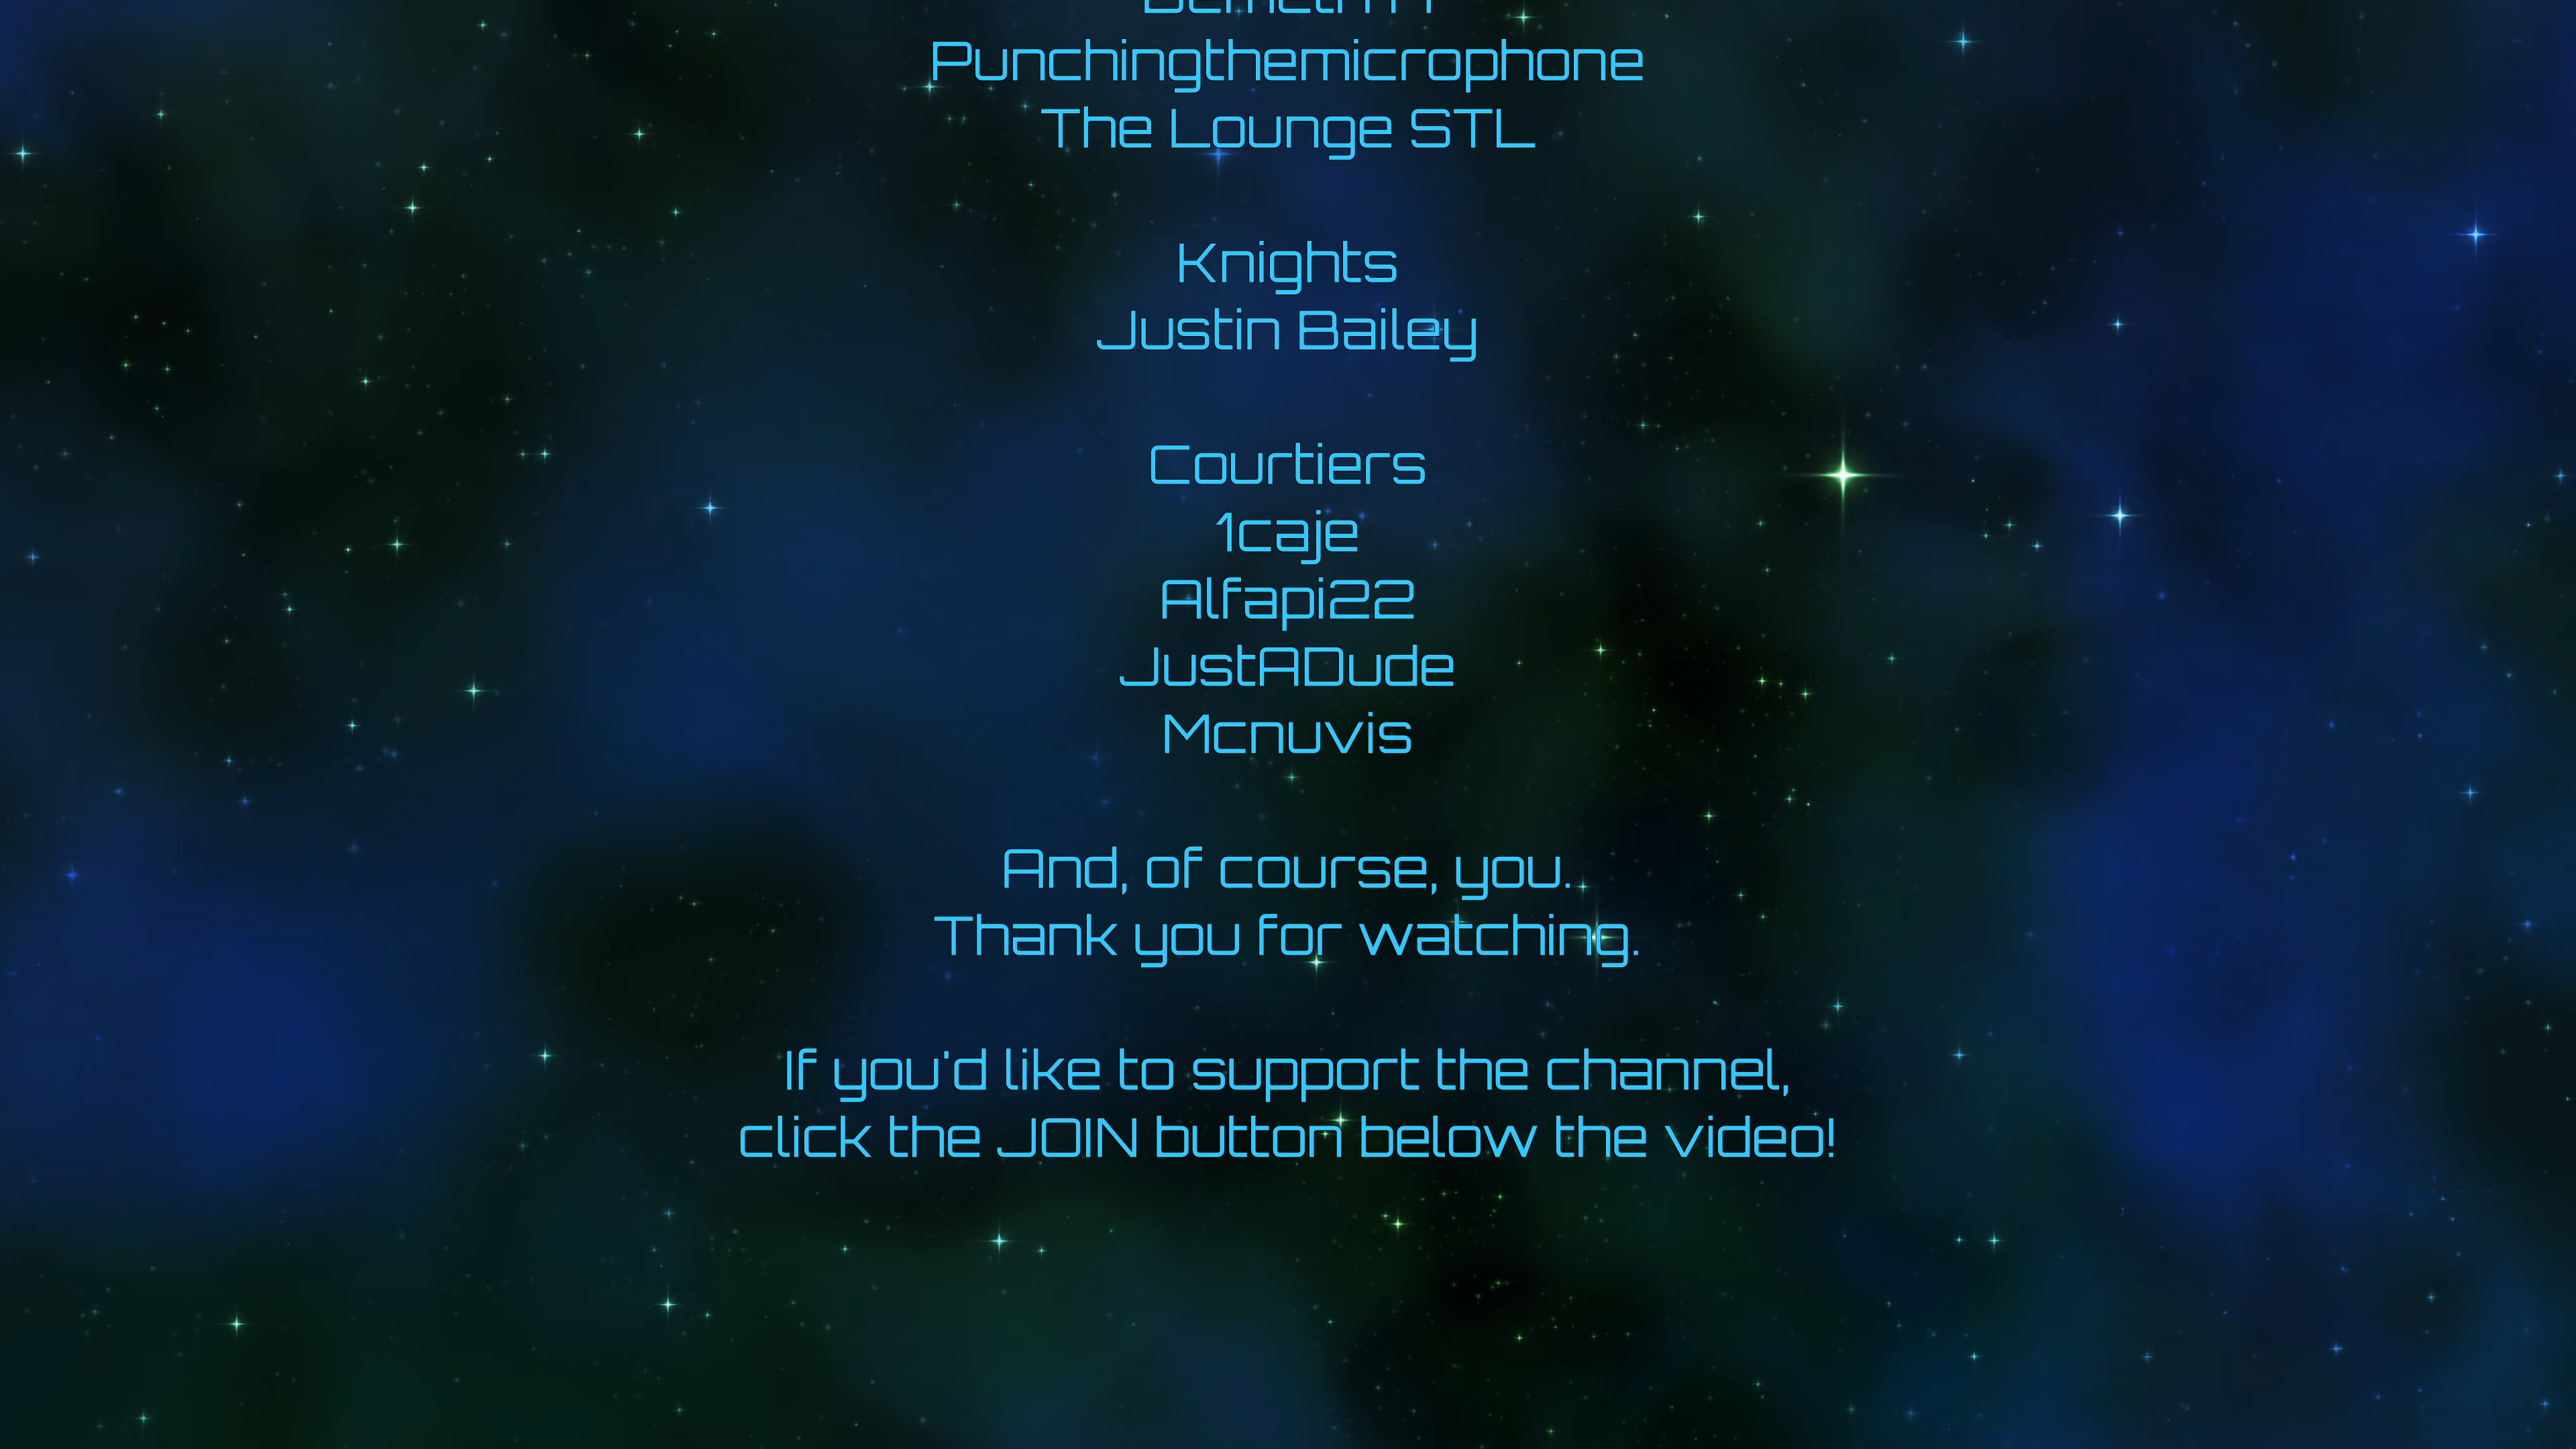 Punchingthemicrophone
The Lounge STL
Knights
Justin Bailey
Courtiers
1caje
Alfapi22
JustADude
Mcnuvis
And, of course, you.
Thank you for watching.
If you'd like to support the channel,
click the JOIN button below the video!